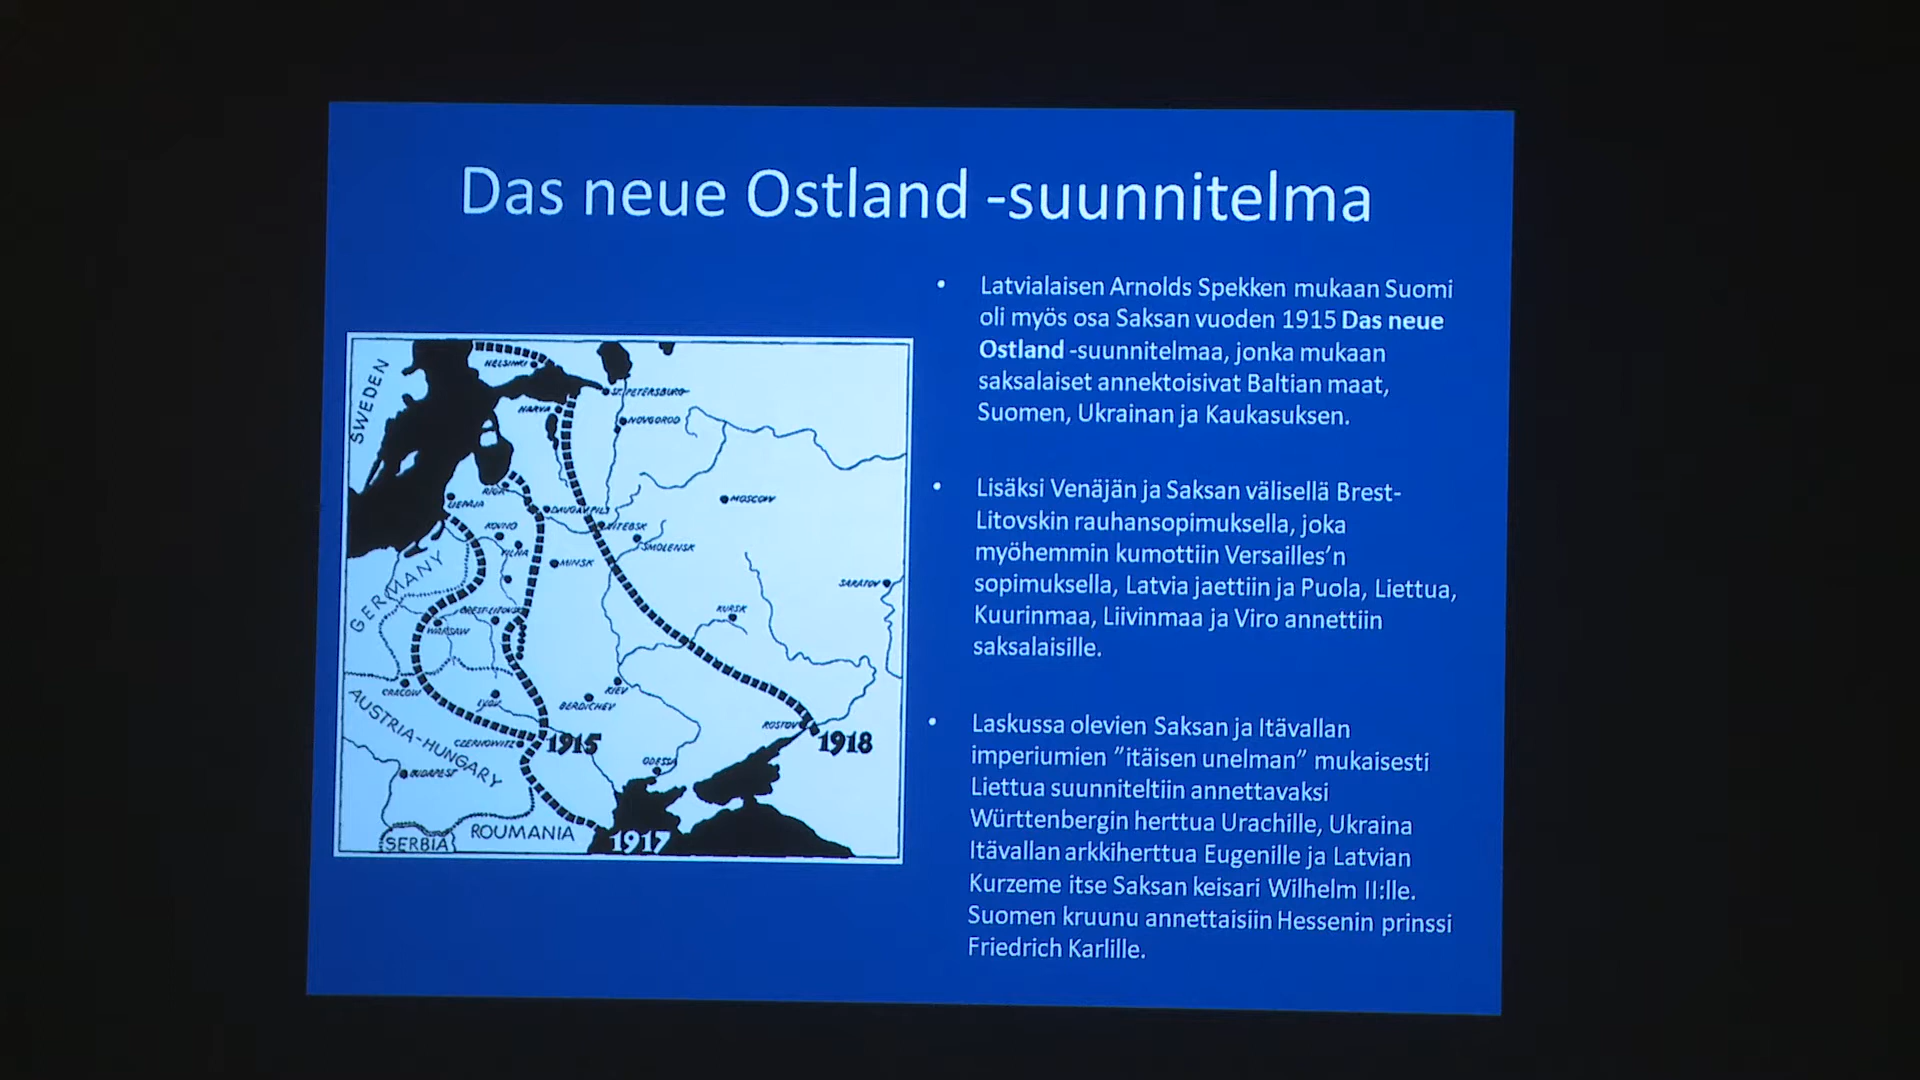 Das neue Ostland -suunnitelma
• Latvialaisen Arnolds Spekken mukaan Suomi
oli myös osa Saksan vuoden 1915 Das neue
Ostland -suunnitelmaa, jonka mukaan
saksalaiset annektoisivat Baltian maat,
Suomen, Ukrainan ja Kaukasuksen.
• Lisäksi Venäjän ja Saksan välisellä Brest-
Litovskin rauhansopimuksella, joka
myöhemmin kumottiin Versailles’n
sopimuksella, Latvia jaettiin ja Puola, Liettua,
Kuurinmaa, Liivinmaa ja Viro annettiin
saksalaisille.
• Laskussa olevien Saksan ja Itävallan
imperiumien ”itäisen unelman” mukaisesti
Liettua suunniteltiin annettavaksi
Württenbergin herttua Urachille, Ukraina
Itävallan arkkiherttua Eugenille ja Latvian
Kurzeme itse Saksan keisari Wilhelm II:lle.
Suomen kruunu annettaisiin Hessenin prinssi
Friedrich Karlille.
SWEDEN
HELSINKI
ST. PETERSBURG
NARVA
NOVGOROD
RIGA
LIEPAJA
MOSCOW
DAUGAVPILS
KOVNO
VITEBSK
VILNA
SMOLENSK
MINSK
GERMANY
SARATOV
BREST-LITOVSK
KURSK
WARSAW
CRACOW
KIEV
LVOV
BERDICHEV
AUSTRIA-HUNGARY
ROSTOV
CZERNOWITZ
1915
1918
ODESSA
BUDAPEST
ROUMANIA
SERBIA
1917